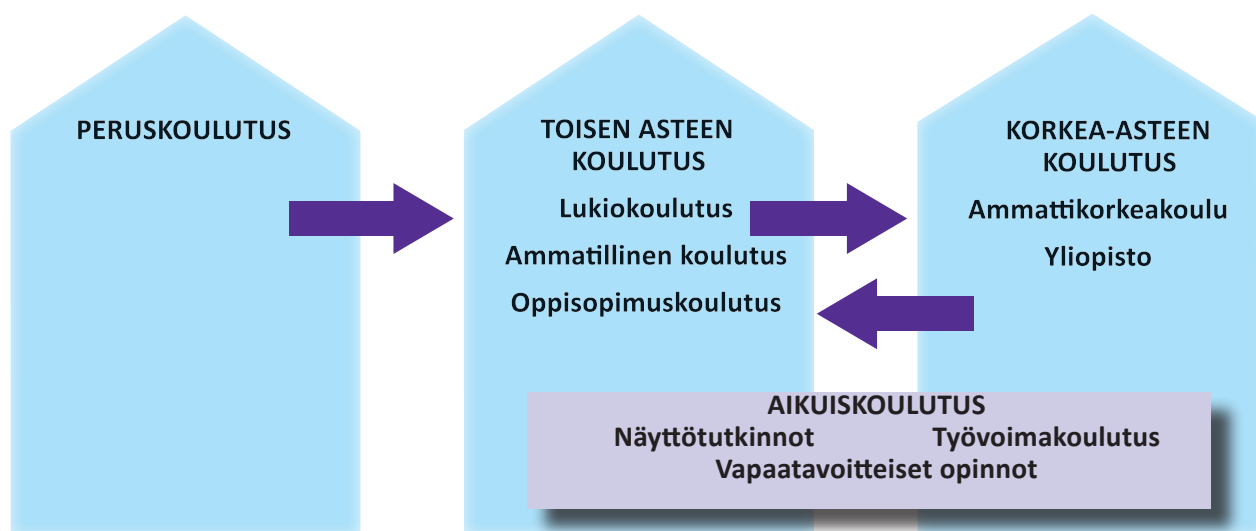 PERUSKOULUTUS
TOISEN ASTEEN
KOULUTUS
Lukiokoulutus
Ammatillinen koulutus
Oppisopimuskoulutus
KORKEA-ASTEEN
KOULUTUS
Ammattikorkeakoulu
Yliopisto
AIKUISKOULUTUS
Näyttötutkinnot Työvoimakoulutus
Vapaatavoitteiset opinnot